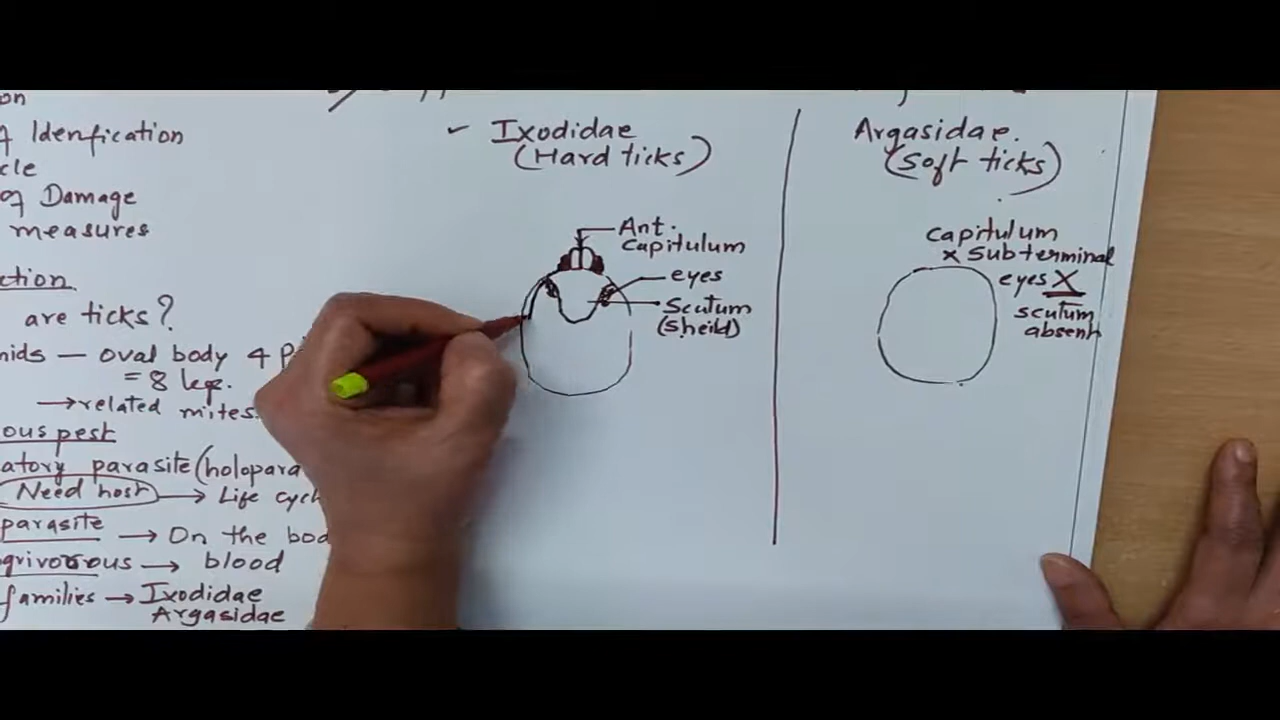 on
f Idenfication
cle
of Damage
measures
ction
are ticks?
nids — oval body 4 p
= 8 legs.
→ related mites.
ous pest
atory parasite (holopara
Need host → Life cycl
parasite → On the bod
grivorous → blood
families → Ixodidae
Argasidae
✓ Ixodidae
(Hard ticks)
Ant.
capitulum
eyes
Scutum
(Sheild)
Argasidae.
(Soft ticks)
capitulum
x Subterminal
eyes X
scutum
absent